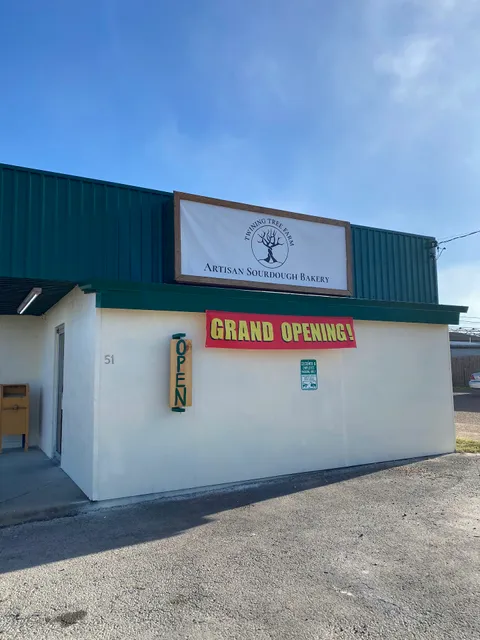 TWINING TREE FARM
ARTISAN SOURDOUGH BAKERY
GRAND OPENING!
51
OPEN